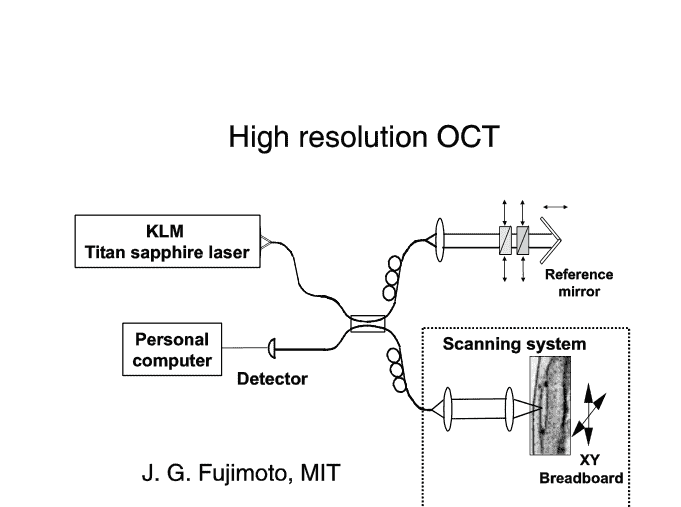 High resolution OCT
KLM
Titan sapphire laser
Reference
mirror
Personal
computer
Detector
Scanning system
XY
Breadboard
J. G. Fujimoto, MIT